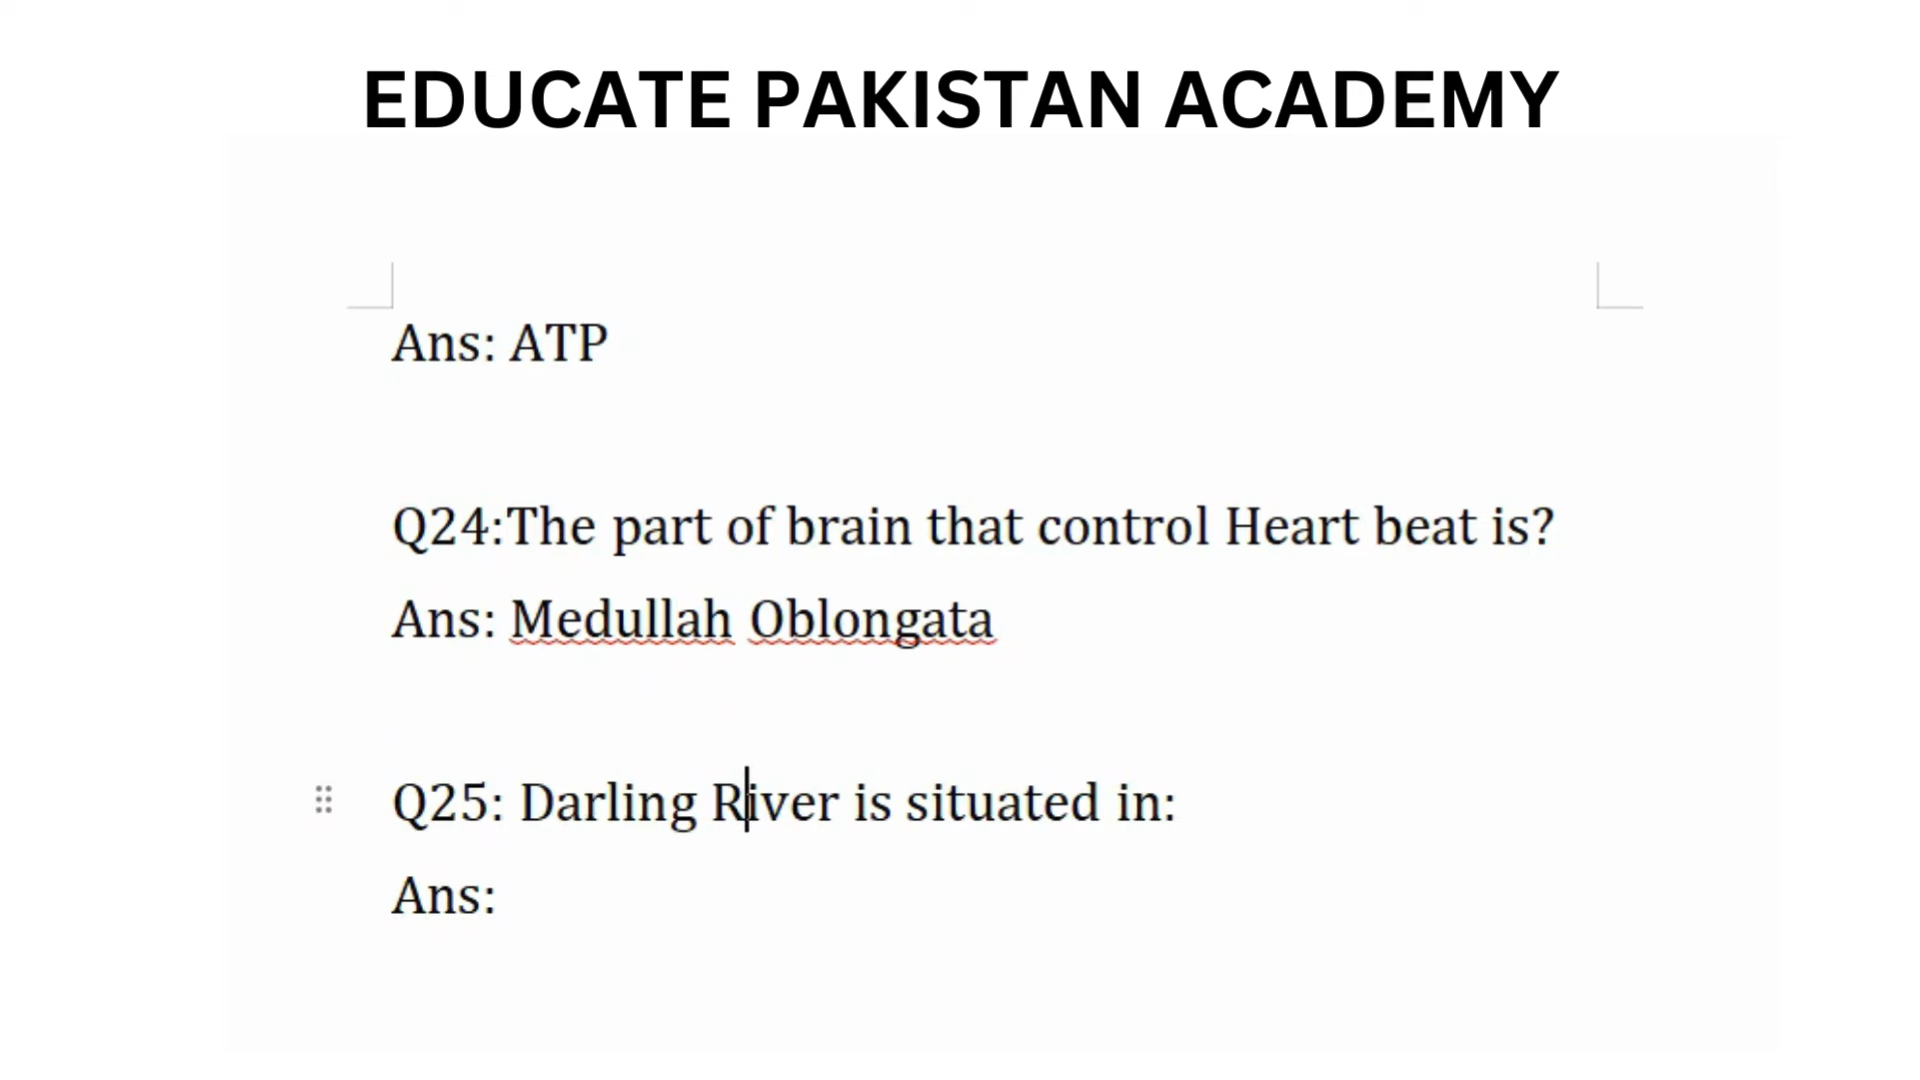 EDUCATE PAKISTAN ACADEMY
Ans: ATP
Q24:The part of brain that control Heart beat is?
Ans: Medullah Oblongata
Q25: Darling River is situated in:
Ans: